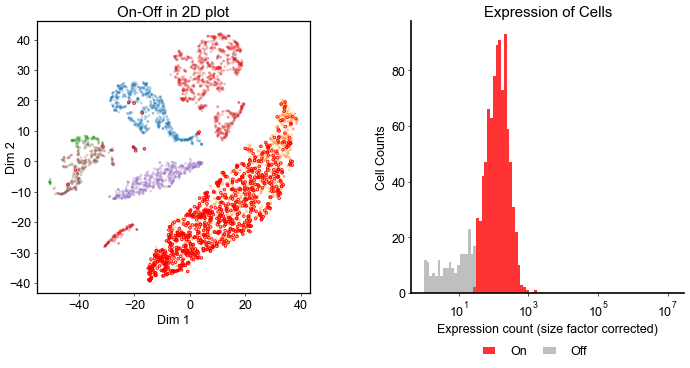 On-Off in 2D plot
40
30
20
10
0
−10
−20
−30
−40
Dim 2
−40
−20
0
20
40
Dim 1
Expression of Cells
80
60
40
20
0
Cell Counts
10^1
10^3
10^5
10^7
Expression count (size factor corrected)
On
Off